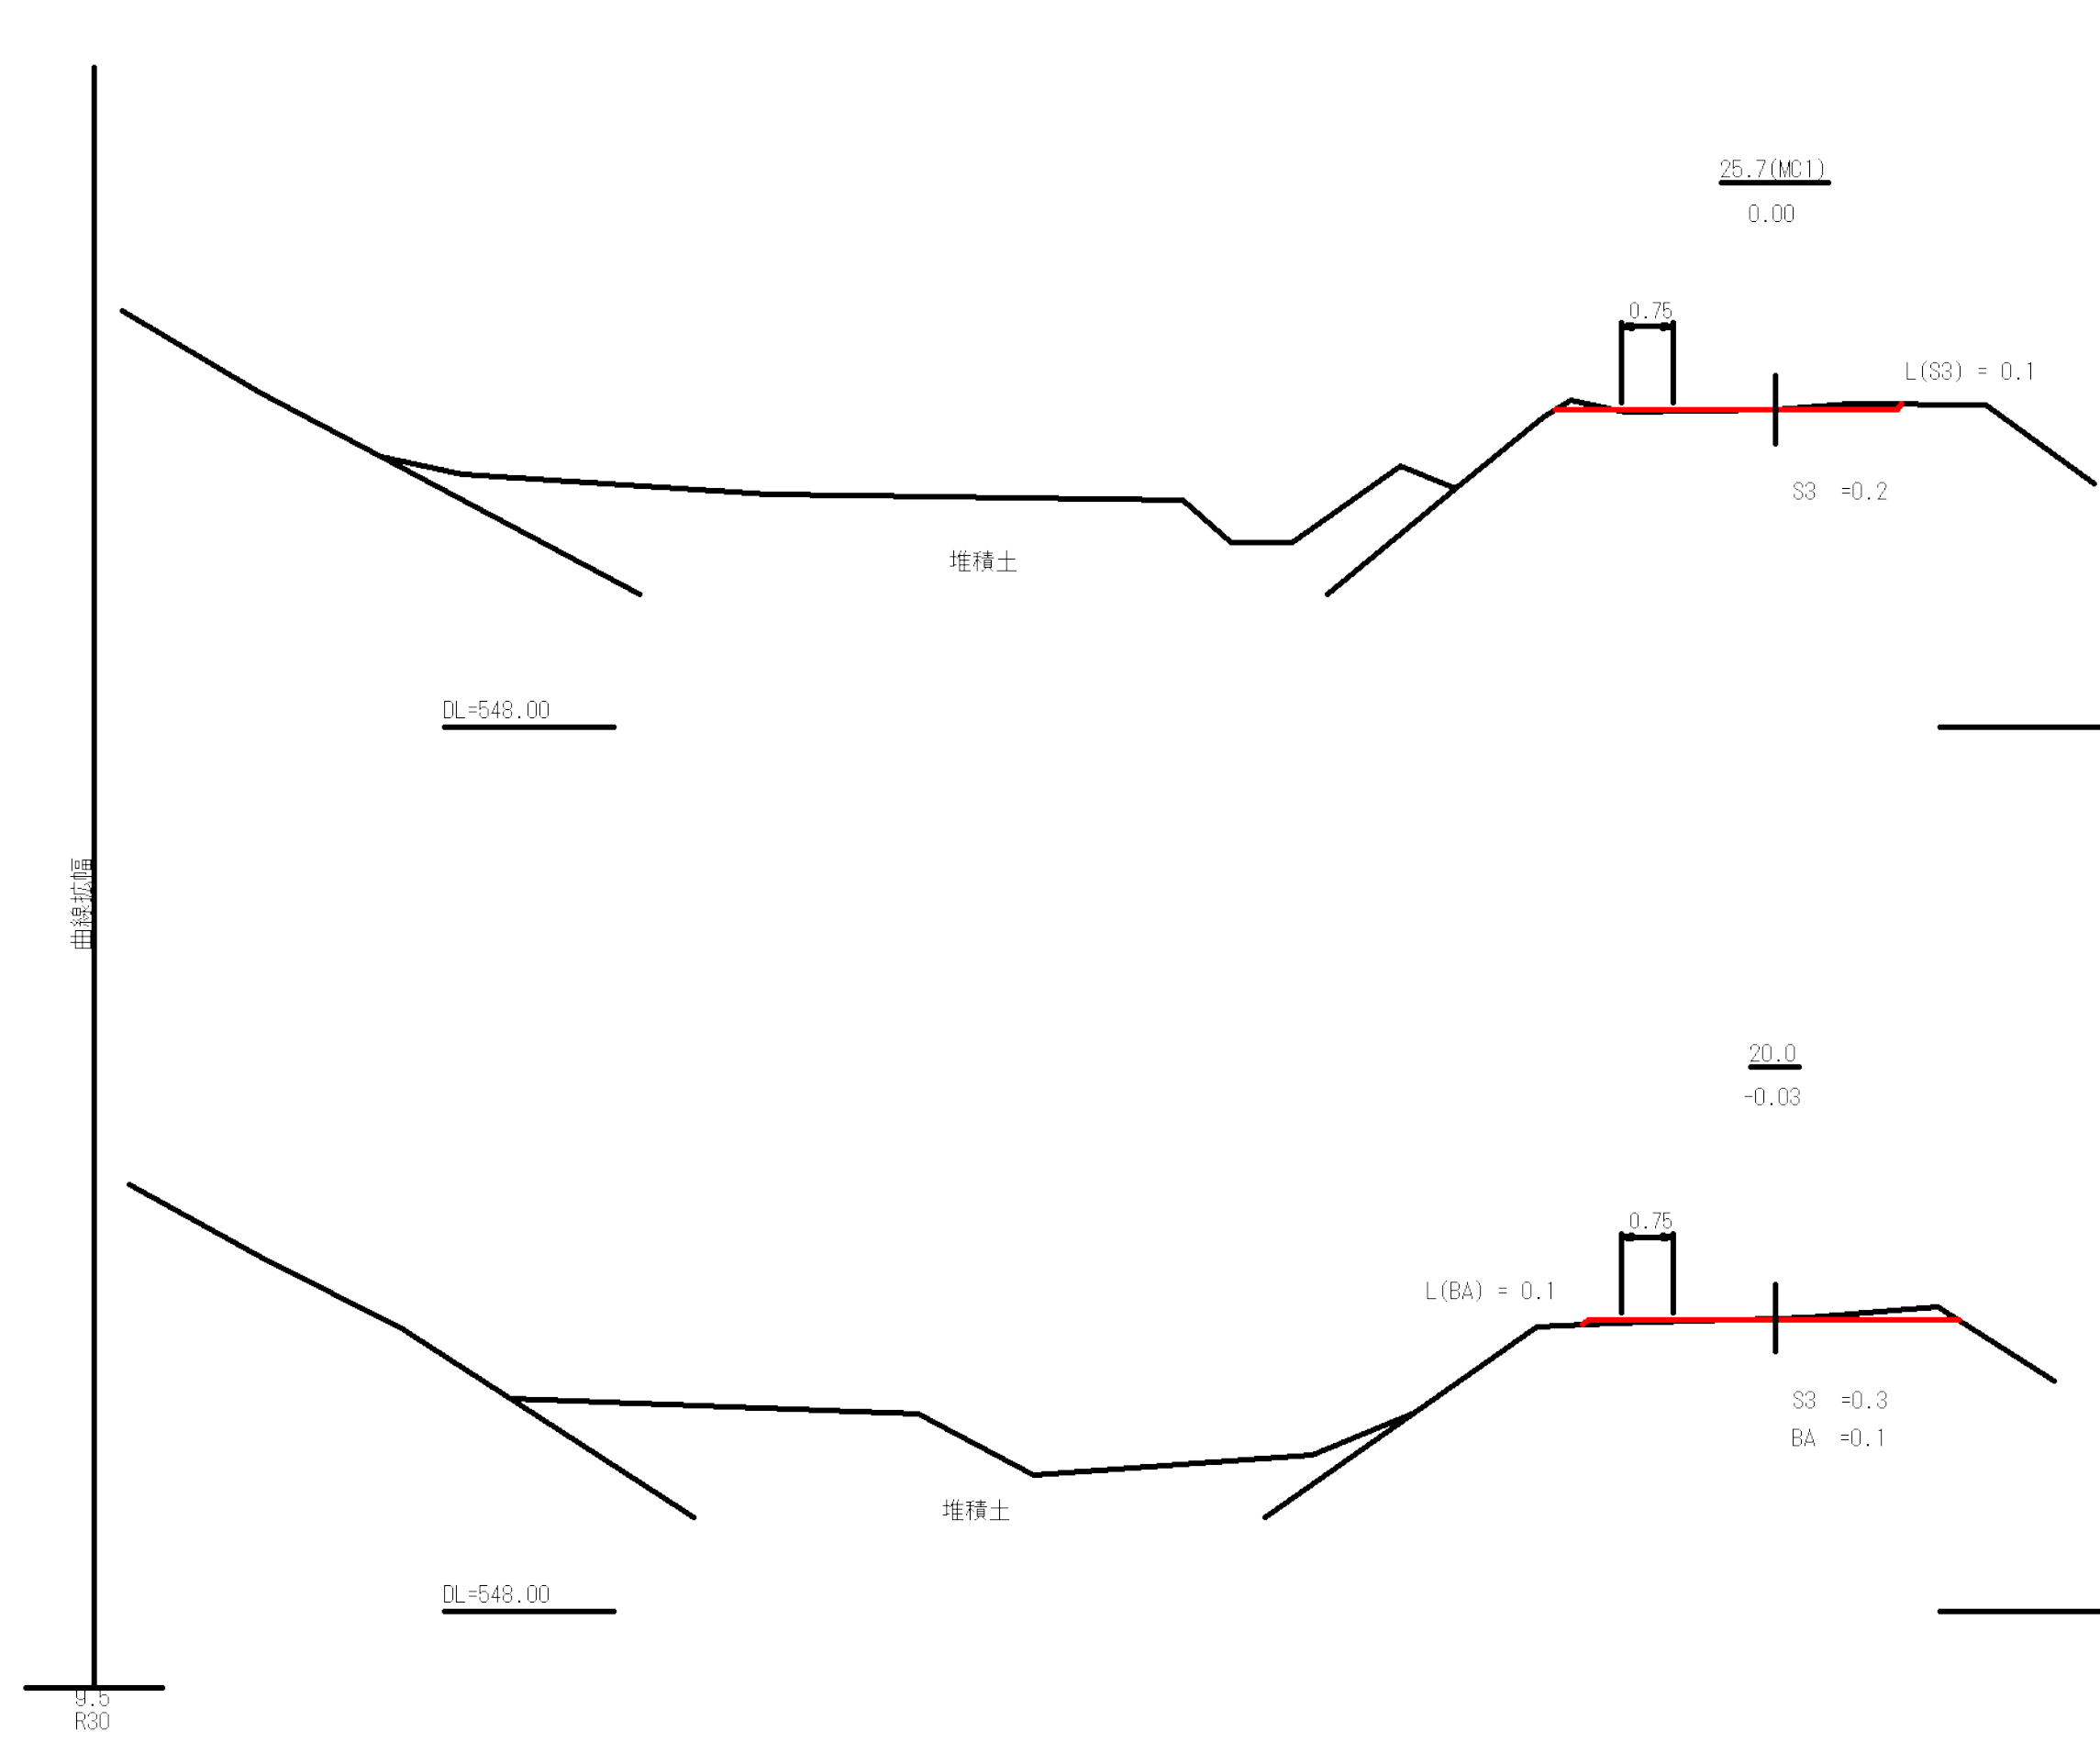 25.7(MC1)
0.00
0.75
L(S3) = 0.1
S3 =0.2
堆積土
DL=548.00
曲線拡幅
20.0
-0.03
0.75
L(BA) = 0.1
S3 =0.3
BA =0.1
堆積土
DL=548.00
9.5
R30